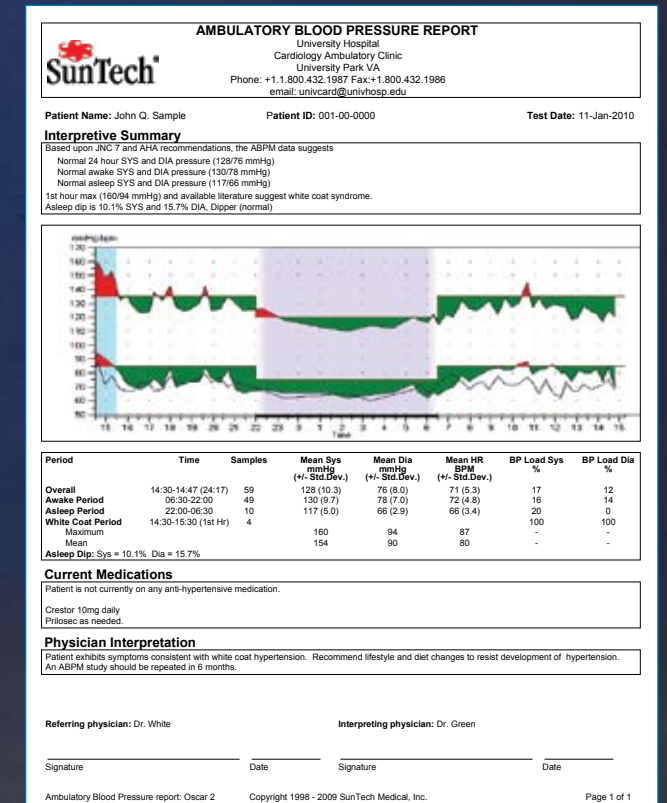 AMBULATORY BLOOD PRESSURE REPORT
SunTech®
University Hospital
Cardiology Ambulatory Clinic
University Park VA
Phone: +1.1.800.432.1987 Fax:+1.800.432.1986
email: univcard@univhosp.edu
Patient Name: John Q. Sample Patient ID: 001-00-0000 Test Date: 11-Jan-2010
Interpretive Summary
Based upon JNC 7 and AHA recommendations, the ABPM data suggests
Normal 24 hour SYS and DIA pressure (128/76 mmHg)
Normal awake SYS and DIA pressure (130/78 mmHg)
Normal asleep SYS and DIA pressure (117/66 mmHg)
1st hour max (160/94 mmHg) and available literature suggest white coat syndrome.
Asleep dip is 10.1% SYS and 15.7% DIA, Dipper (normal)
170
160
150
140
130
120
110
100
90
80
70
60
50
15 16 17 18 19 20 21 22 23 0 1 2 3 4 5 6 7 8 9 10 11 12 13 14 15
Time
Period Time Samples Mean Sys mmHg (+/- Std.Dev.) Mean Dia mmHg (+/- Std.Dev.) Mean HR BPM (+/- Std.Dev.) BP Load Sys % BP Load Dia %
Overall 14:30-14:47 (24:17) 59 128 (10.3) 76 (8.0) 71 (5.3) 17 12
Awake Period 06:30-22:00 49 130 (9.7) 78 (7.0) 72 (4.8) 16 14
Asleep Period 22:00-06:30 10 117 (5.0) 66 (2.9) 66 (3.4) 20 0
White Coat Period 14:30-15:30 (1st Hr) 4 100 100
Maximum 160 94 87 - -
Mean 154 90 80 - -
Asleep Dip: Sys = 10.1% Dia = 15.7%
Current Medications
Patient is not currently on any anti-hypertensive medication.
Crestor 10mg daily
Prilosec as needed.
Physician Interpretation
Patient exhibits symptoms consistent with white coat hypertension. Recommend lifestyle and diet changes to resist development of hypertension.
An ABPM study should be repeated in 6 months.
Referring physician: Dr. White Interpreting physician: Dr. Green
Signature Date Signature Date
Ambulatory Blood Pressure report: Oscar 2 Copyright 1998 - 2009 SunTech Medical, Inc. Page 1 of 1